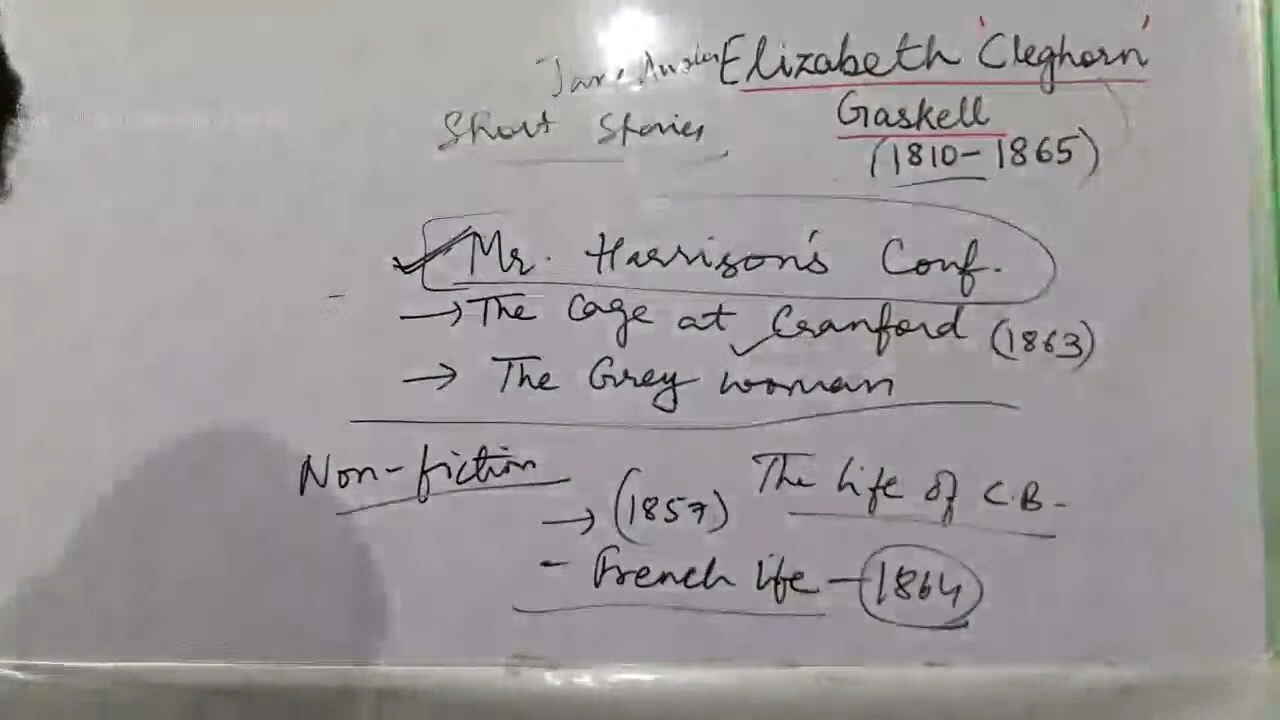 Jane Austen Elizabeth 'Cleghorn'
Short Stories
Gaskell
(1810-1865)
Mr. Harrison's Conf.
→ The Cage at Cranford (1863)
→ The Grey woman
Non-fiction
→ (1857) The life of C.B-
- French life - 1864